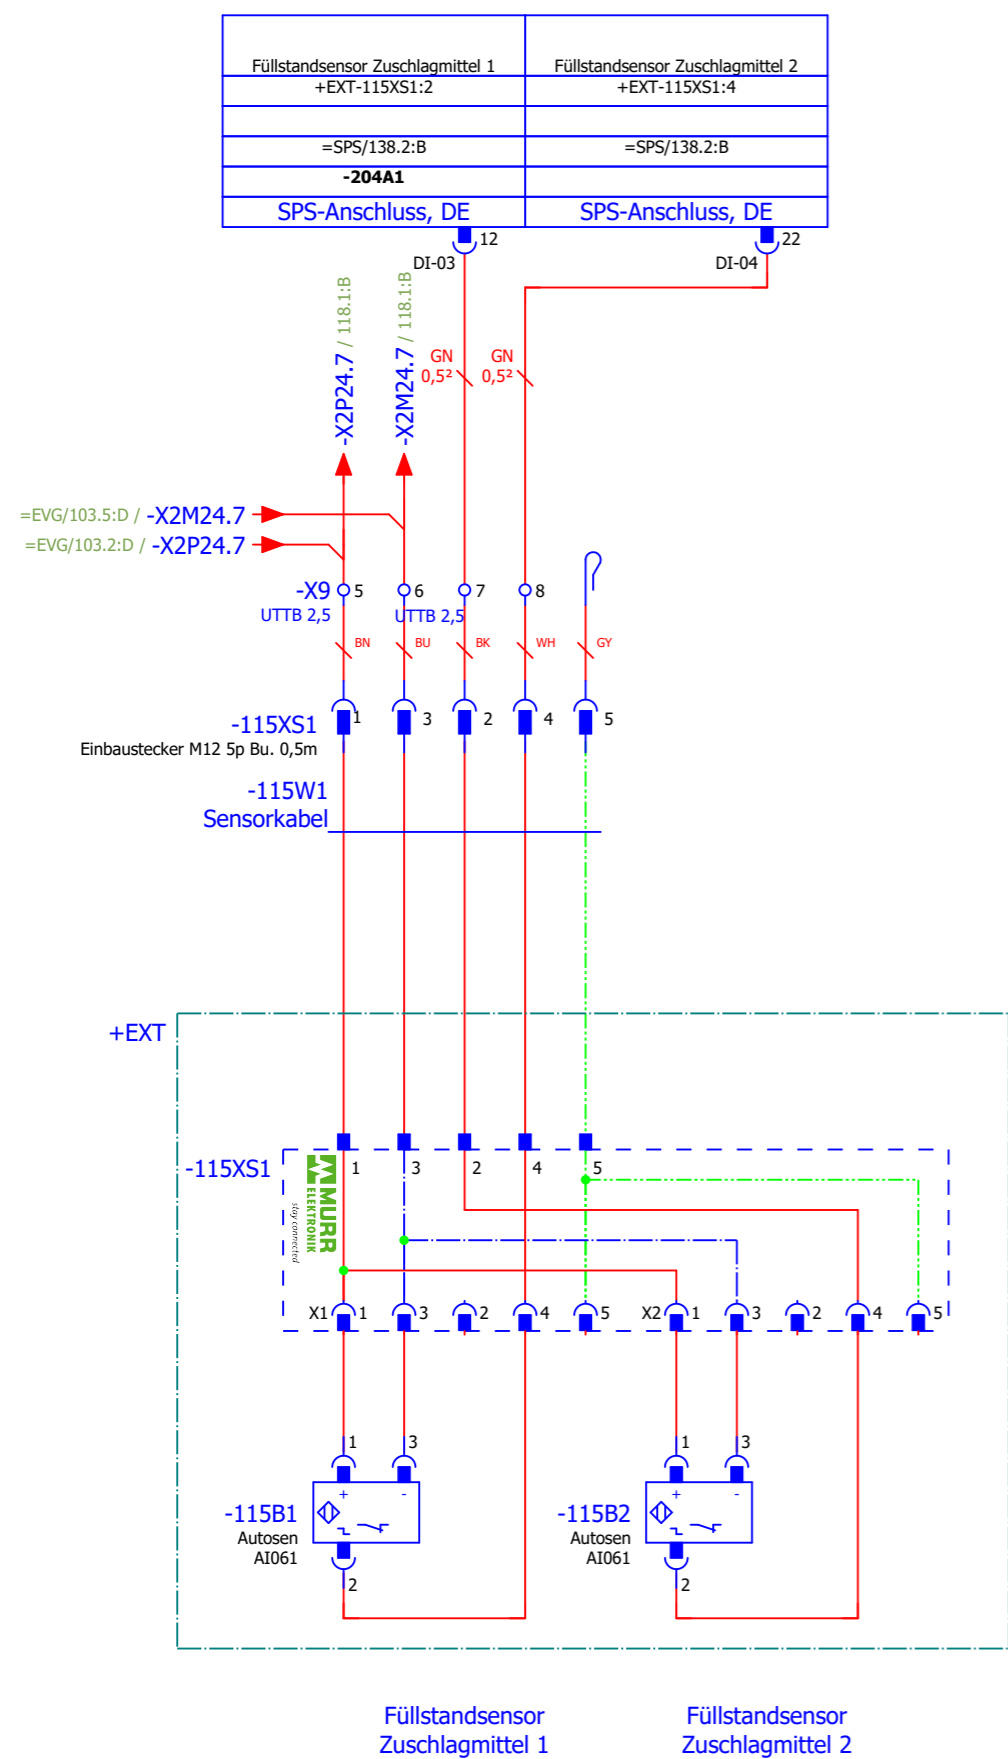 Füllstandsensor Zuschlagmittel 1 Füllstandsensor Zuschlagmittel 2
+EXT-115XS1:2 +EXT-115XS1:4
=SPS/138.2:B =SPS/138.2:B
-204A1
SPS-Anschluss, DE SPS-Anschluss, DE
12 22
DI-03 DI-04
-X2P24.7 / 118.1:B
-X2M24.7 / 118.1:B
GN GN
0,5² 0,5²
=EVG/103.5:D / -X2M24.7
=EVG/103.2:D / -X2P24.7
-X9 5 6 7 8
UTTB 2,5 UTTB 2,5
BN BU BK WH GY
-115XS1 1 3 2 4 5
Einbaustecker M12 5p Bu. 0,5m
-115W1
Sensorkabel
+EXT
-115XS1 1 3 2 4 5
MURR
ELEKTRONIK
stay connected
X1 1 3 2 4 5 X2 1 3 2 4 5
1 3 1 3
+ - + -
-115B1 -115B2
Autosen Autosen
AI061 AI061
2 2
Füllstandsensor Füllstandsensor
Zuschlagmittel 1 Zuschlagmittel 2